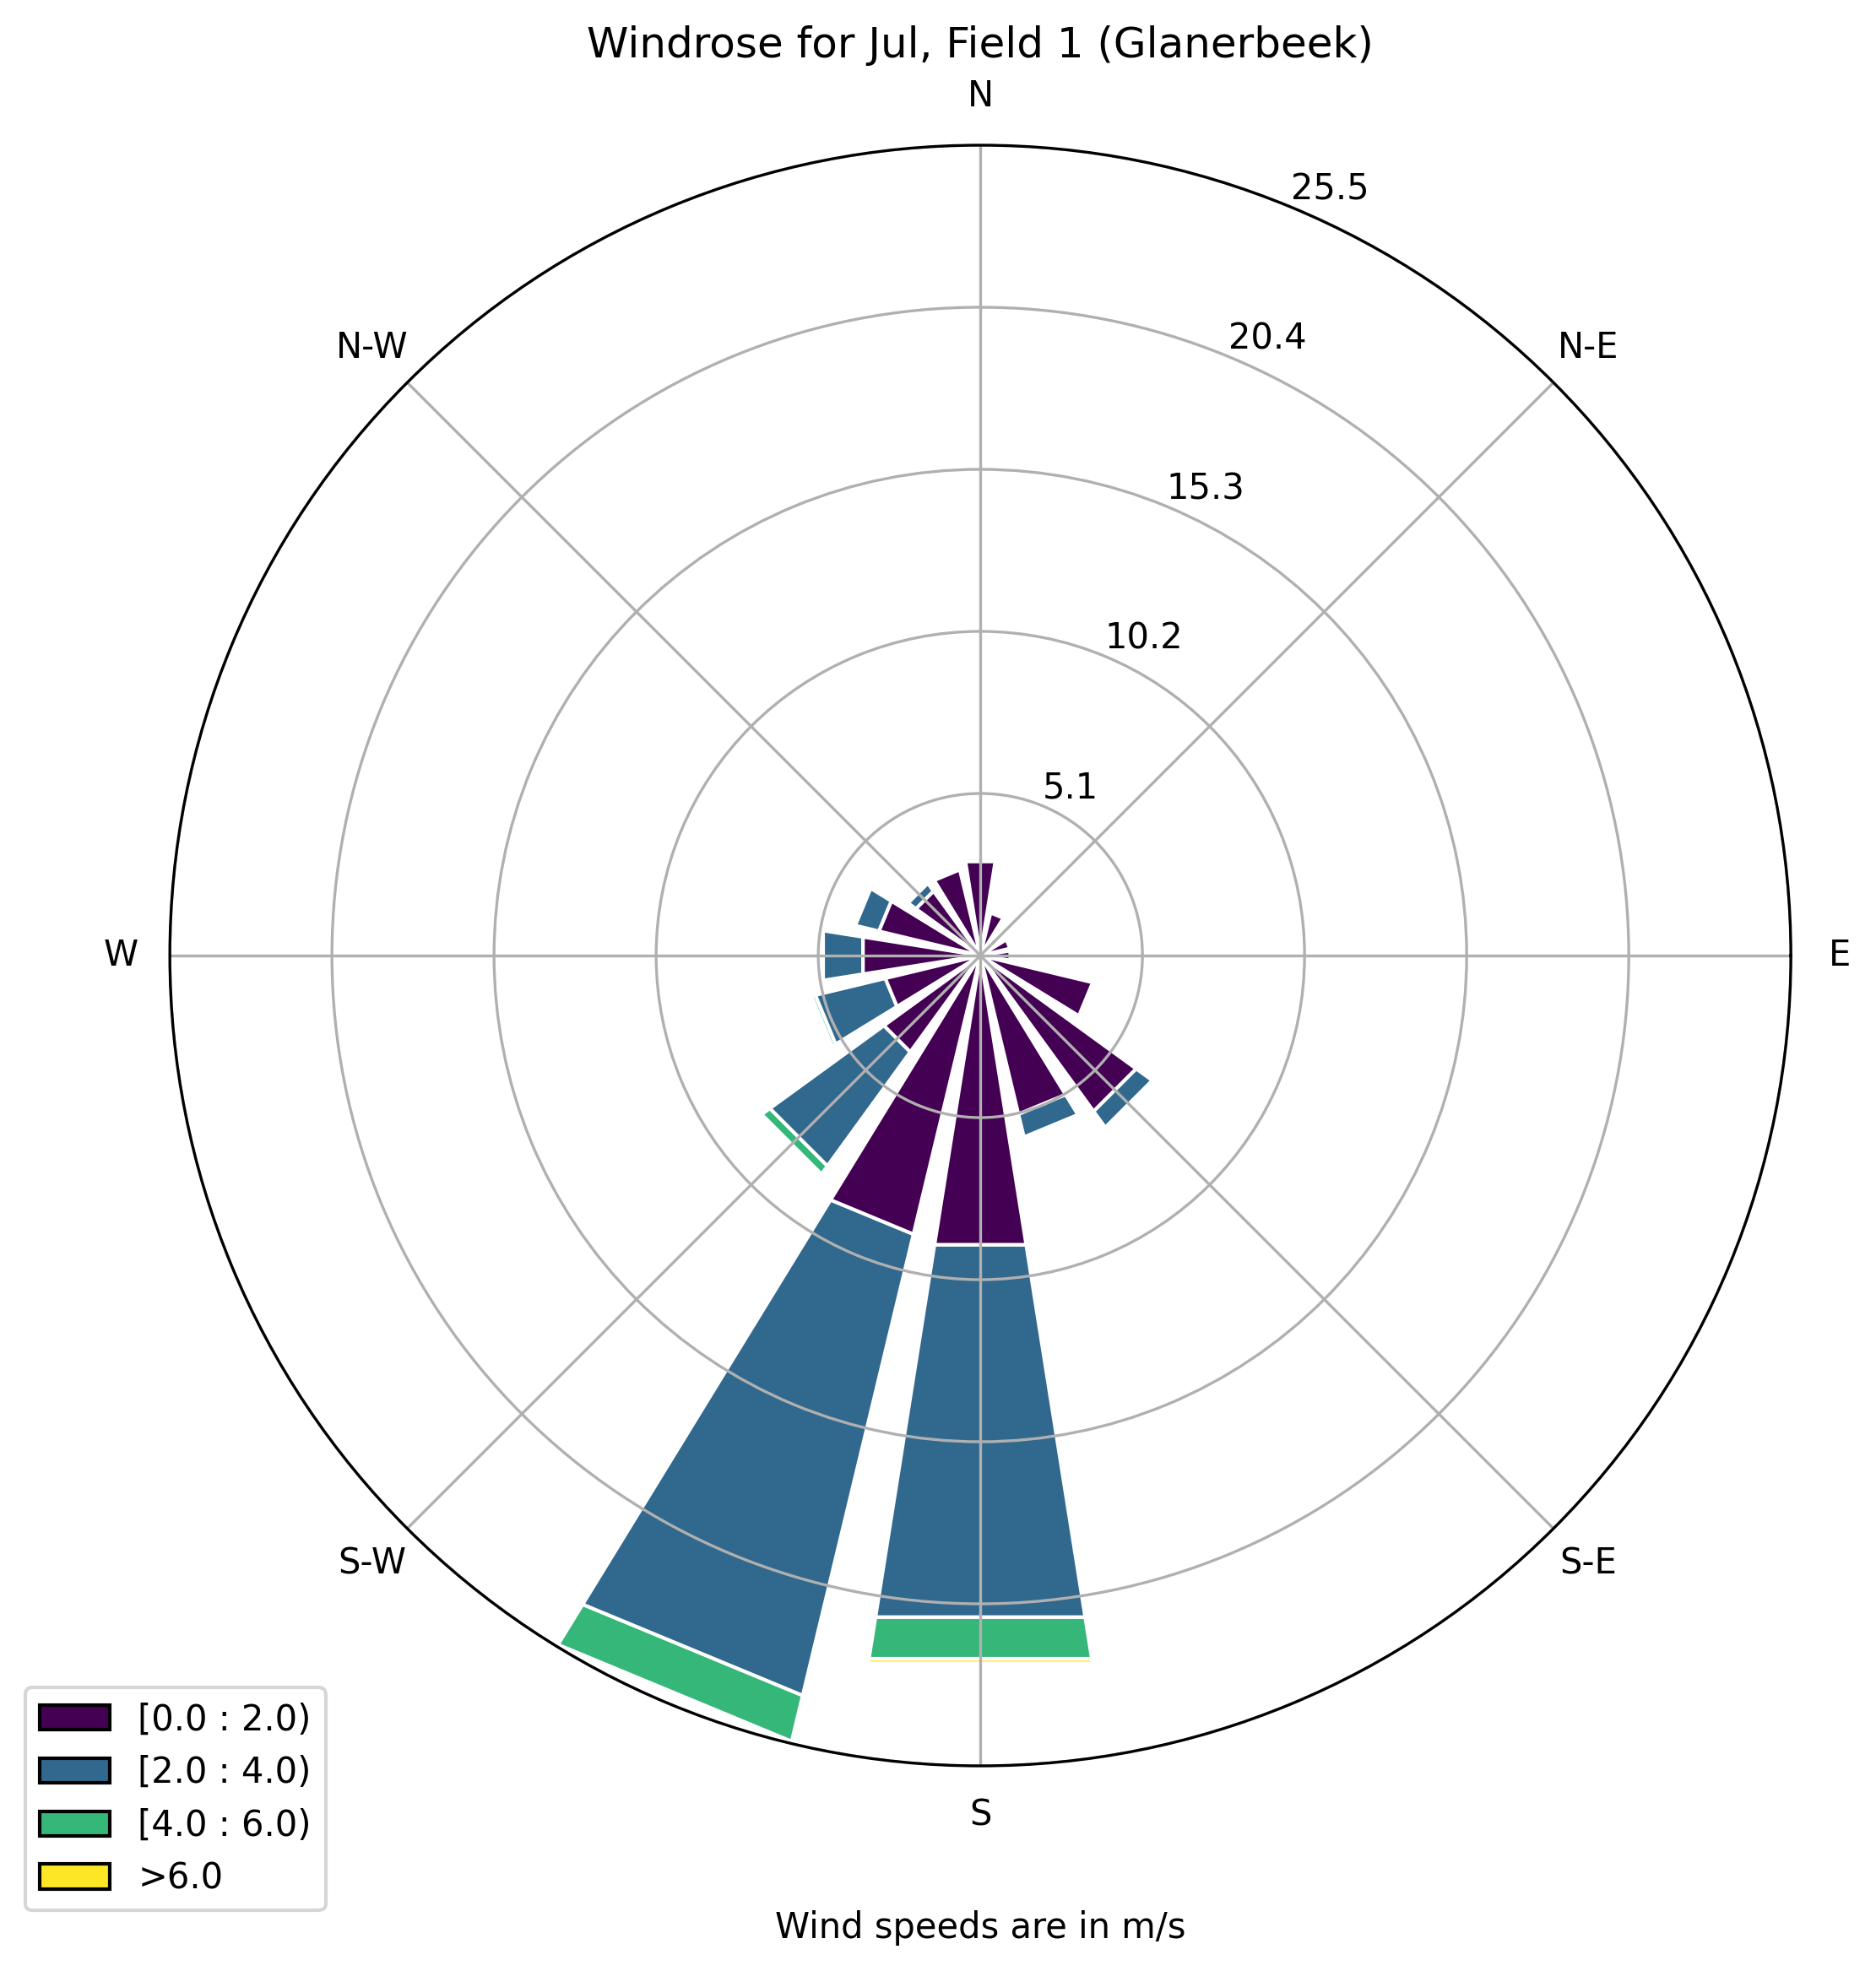 Windrose for Jul, Field 1 (Glanerbeek)
N
25.5
N-W
20.4
N-E
15.3
10.2
5.1
W
E
S-W
S-E
[0.0 : 2.0)
[2.0 : 4.0)
S
[4.0 : 6.0)
>6.0
Wind speeds are in m/s